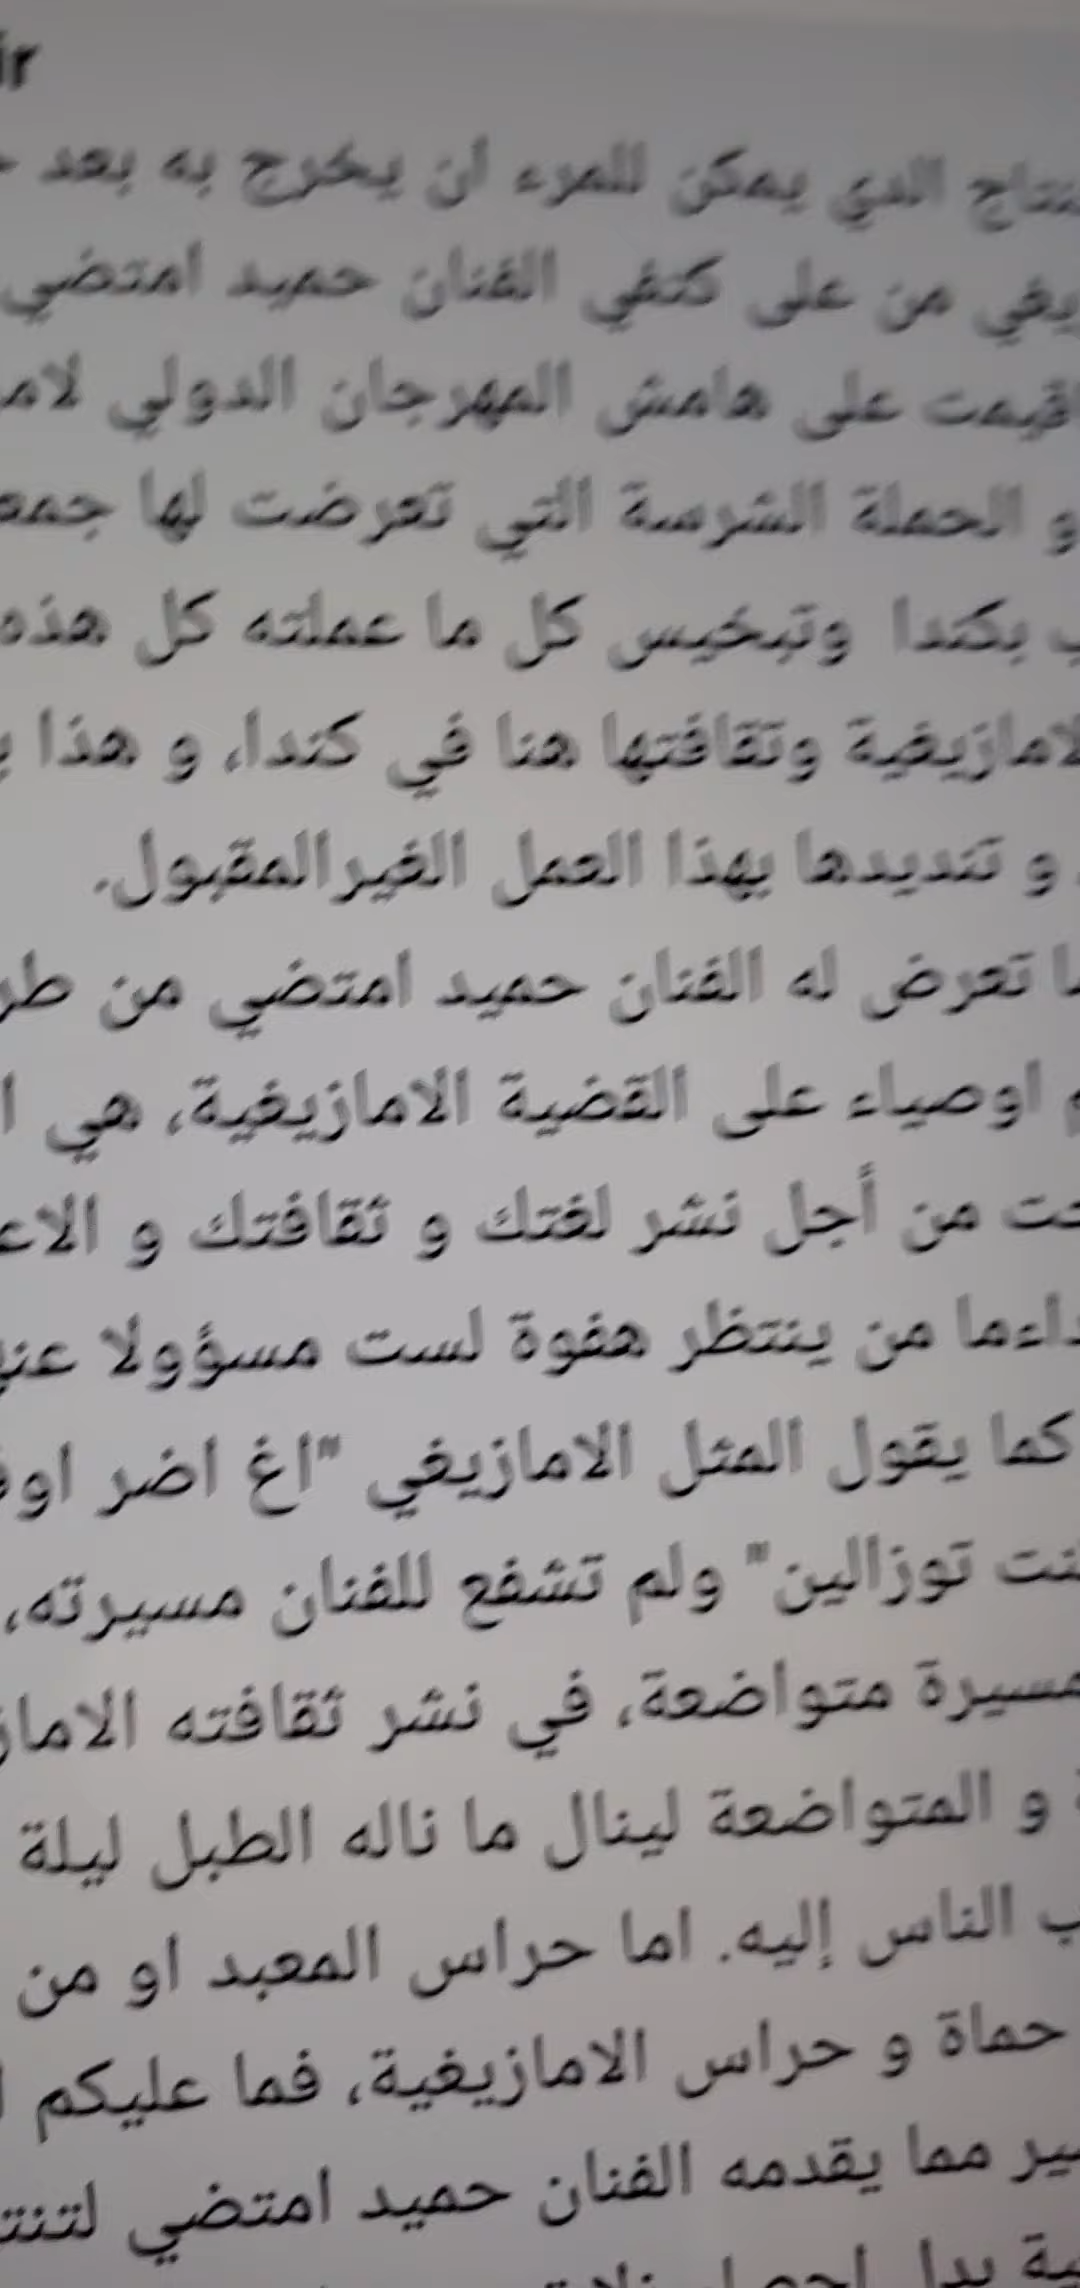 ir
الذي يمكن للمرء ان يخرج به بعد
من على كتفي الفنان حميد امتضي
اقيمت على هامش المهرجان الدولي
و الحملة الشرسة التي تعرضت لها
بكندا وتبخيس كل ما عملته كل هذه
الامازيغية وثقافتها هنا في كندا، و هذا
و تنديدها بهذا العمل الغيرالمقبول.
تعرض له الفنان حميد امتضي من
اوصياء على القضية الامازيغية، هي
من أجل نشر لغتك و ثقافتك و
من ينتظر هفوة لست مسؤولا
كما يقول المثل الامازيغي "اغ اضر
توزالين" ولم تشفع للفنان مسيرته،
مسيرة متواضعة، في نشر ثقافته
و المتواضعة لينال ما ناله الطبل ليلة
الناس إليه. اما حراس المعبد او من
حماة و حراس الامازيغية، فما عليكم
مما يقدمه الفنان حميد امتضي